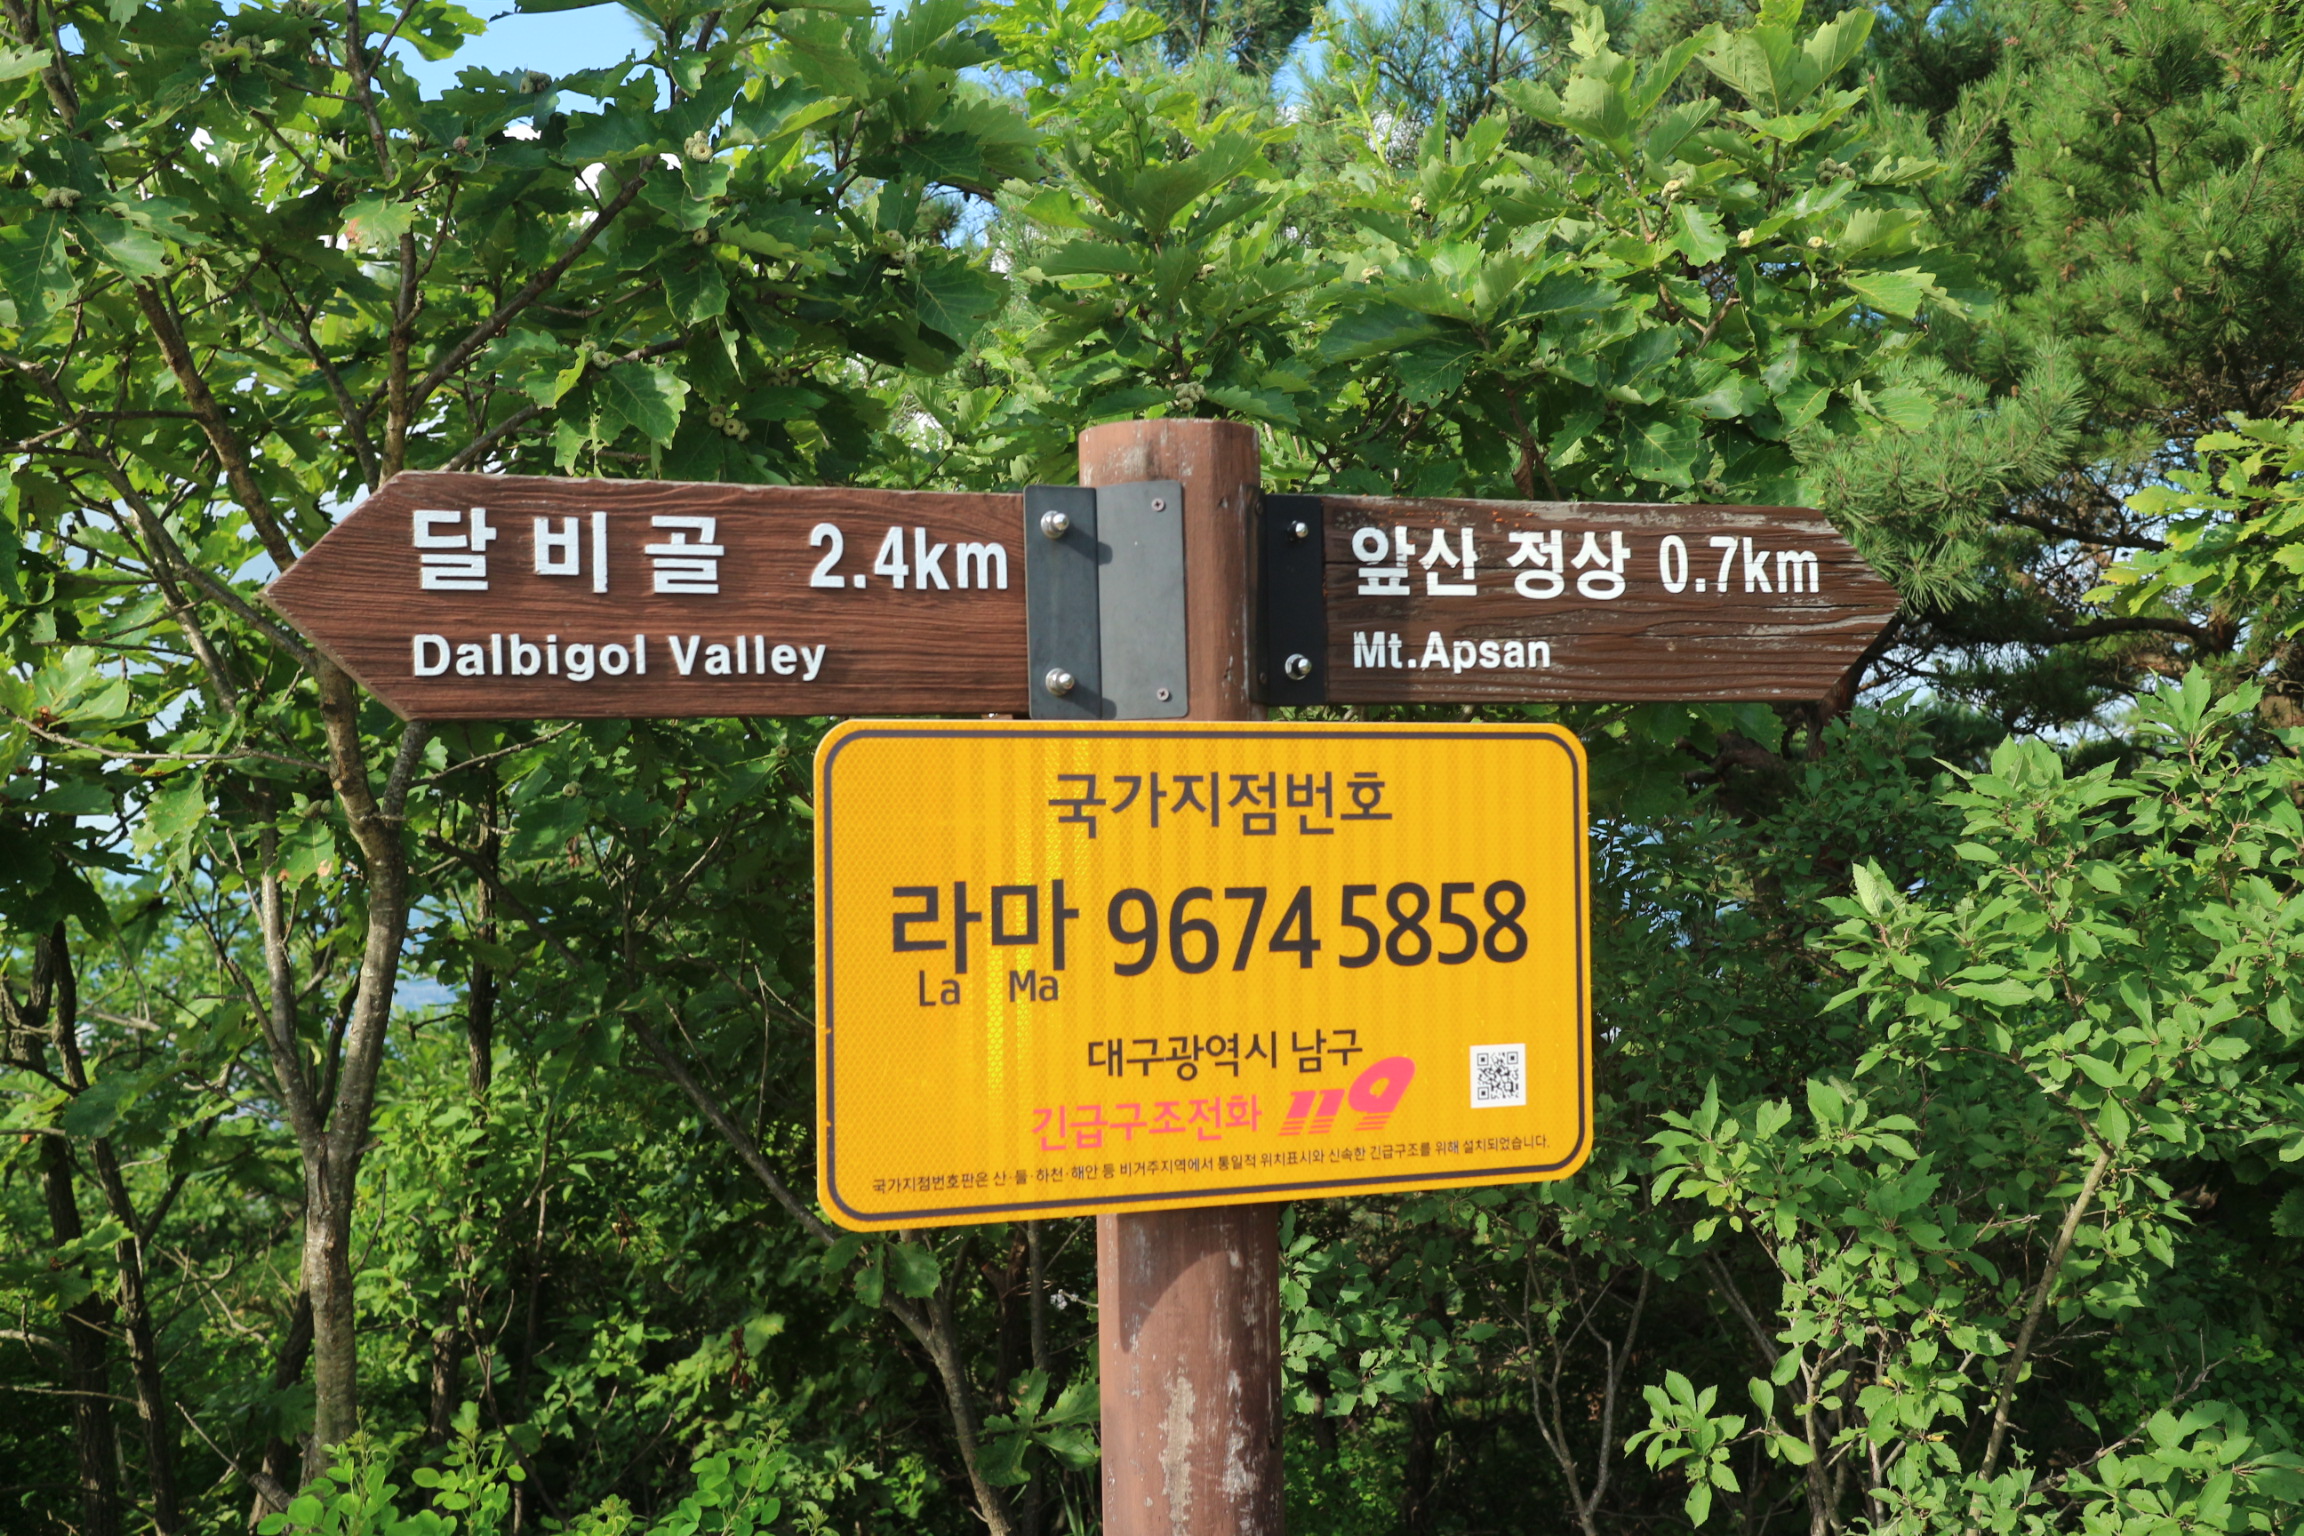 달비골 2.4km
Dalbigol Valley
앞산 정상 0.7km
Mt.Apsan
국가지점번호
라마 9674 5858
La Ma
대구광역시 남구
긴급구조전화 119
국가지점번호판은 산·들·하천·해안 등 비거주지역에서 통일적 위치표시와 신속한 긴급구조를 위해 설치되었습니다.